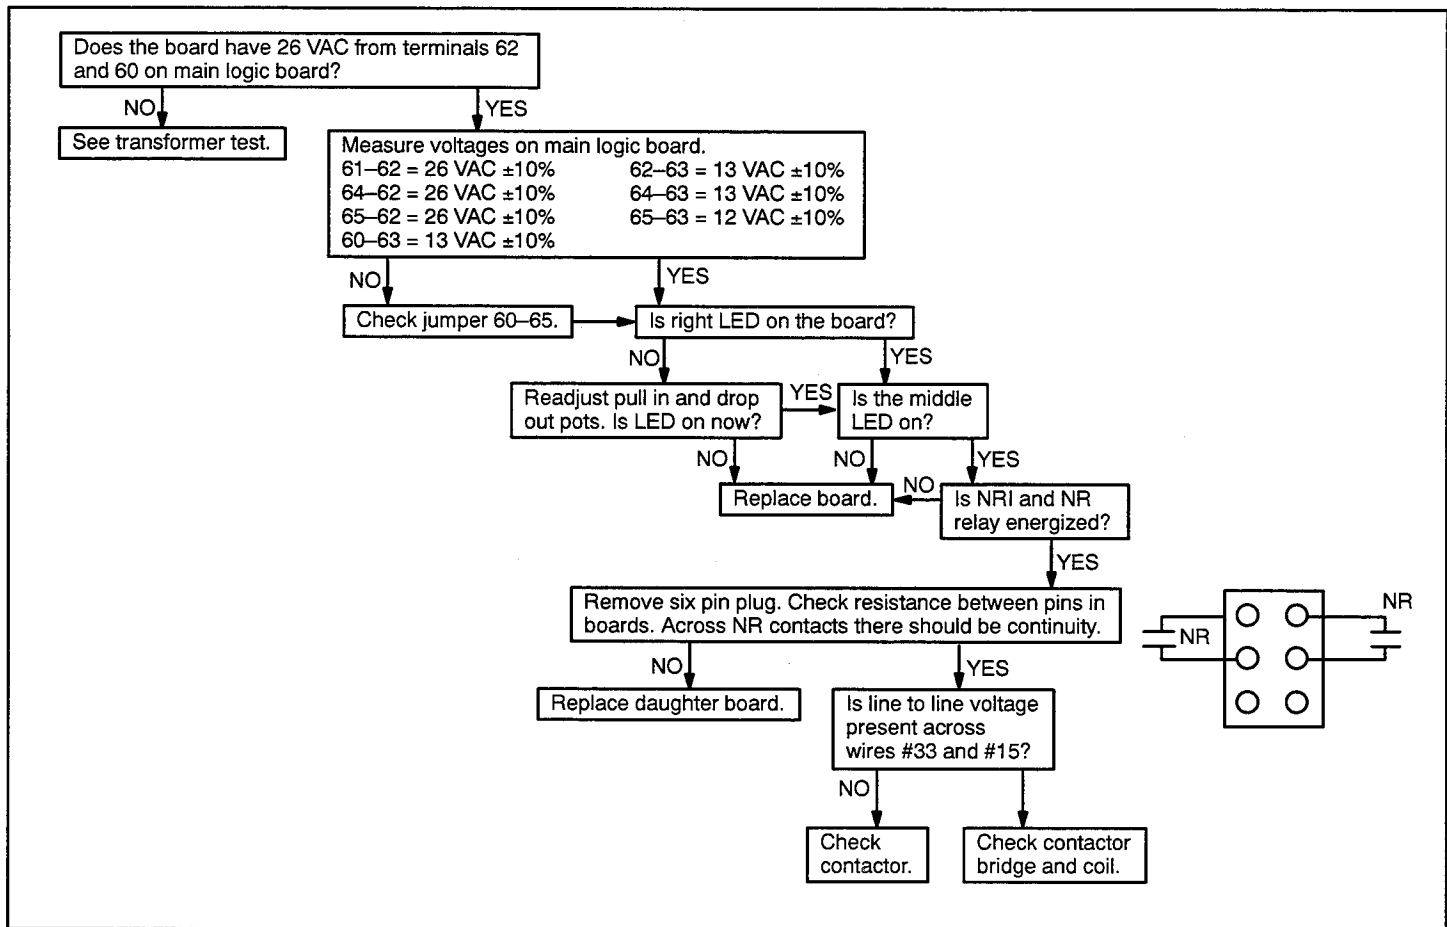 Does the board have 26 VAC from terminals 62
and 60 on main logic board?
NO
YES
See transformer test.
Measure voltages on main logic board.
61–62 = 26 VAC ±10% 62–63 = 13 VAC ±10%
64–62 = 26 VAC ±10% 64–63 = 13 VAC ±10%
65–62 = 26 VAC ±10% 65–63 = 12 VAC ±10%
60–63 = 13 VAC ±10%
NO
YES
Check jumper 60–65.
Is right LED on the board?
NO
YES
Readjust pull in and drop
out pots. Is LED on now?
YES
Is the middle
LED on?
NO
NO
YES
Replace board.
NO
Is NRI and NR
relay energized?
YES
Remove six pin plug. Check resistance between pins in
boards. Across NR contacts there should be continuity.
NR
NR
NO
YES
Replace daughter board.
Is line to line voltage
present across
wires #33 and #15?
NO
Check
contactor.
Check contactor
bridge and coil.